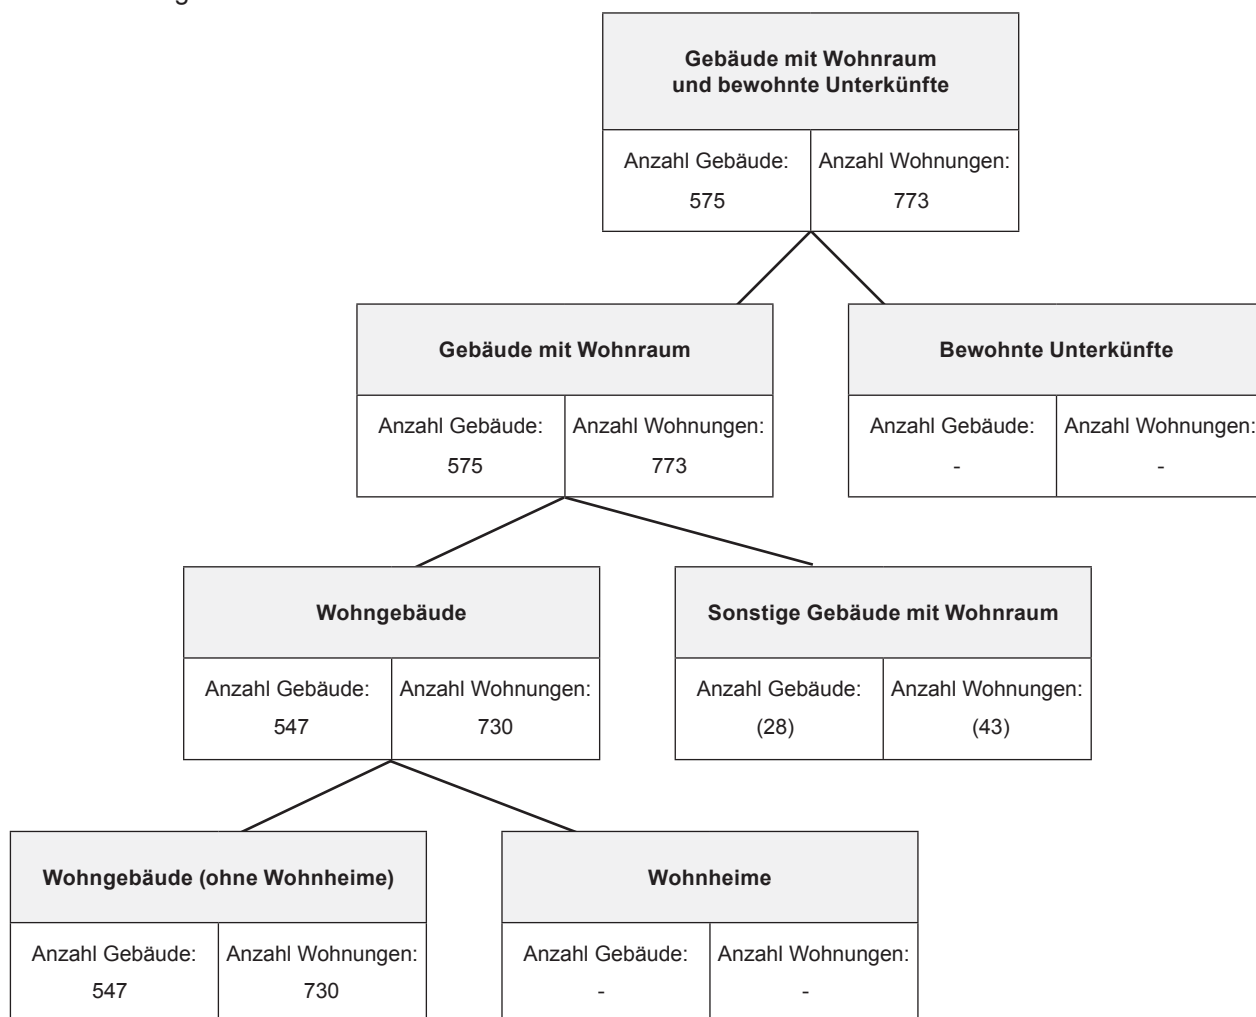 Gebäude mit Wohnraum
und bewohnte Unterkünfte
Anzahl Gebäude: Anzahl Wohnungen:
575 773
Gebäude mit Wohnraum
Anzahl Gebäude: Anzahl Wohnungen:
575 773
Bewohnte Unterkünfte
Anzahl Gebäude: Anzahl Wohnungen:
- -
Wohngebäude
Anzahl Gebäude: Anzahl Wohnungen:
547 730
Sonstige Gebäude mit Wohnraum
Anzahl Gebäude: Anzahl Wohnungen:
(28) (43)
Wohngebäude (ohne Wohnheime)
Anzahl Gebäude: Anzahl Wohnungen:
547 730
Wohnheime
Anzahl Gebäude: Anzahl Wohnungen:
- -